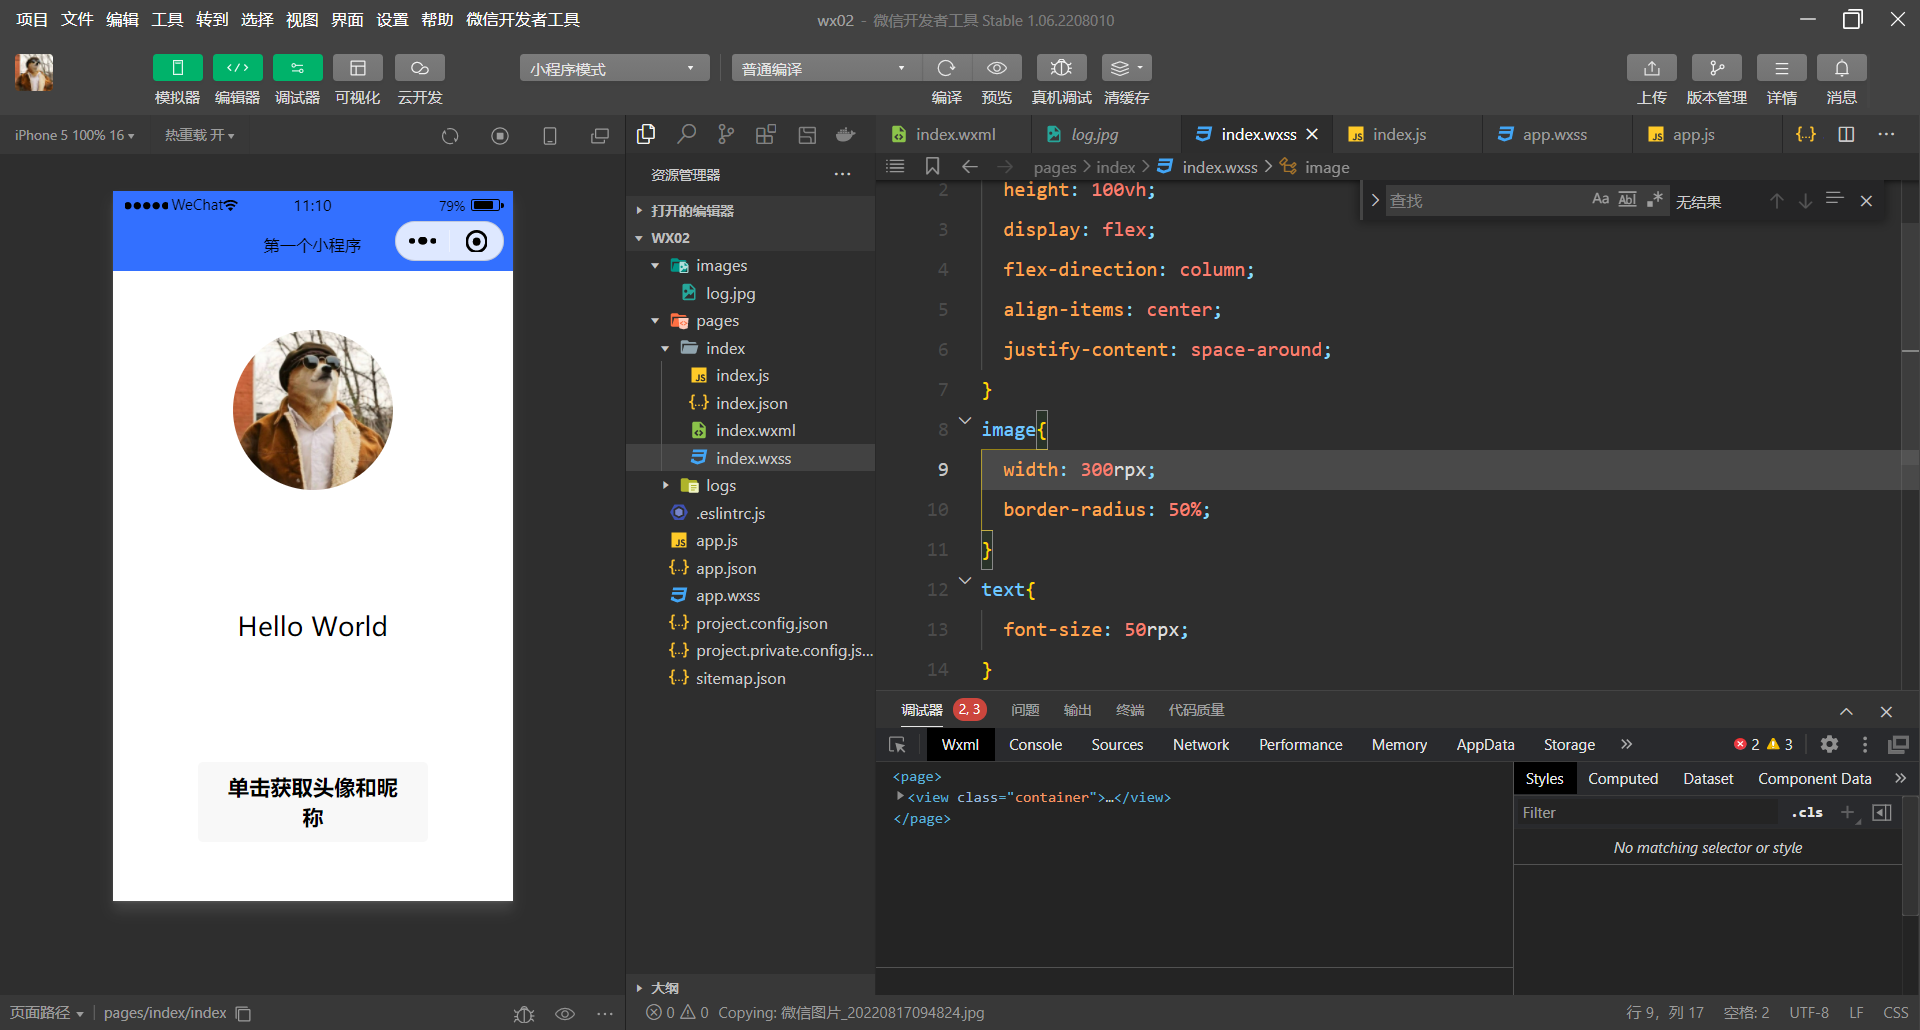 项目 文件 编辑 工具 转到 选择 视图 界面 设置 帮助 微信开发者工具
wx02 - 微信开发者工具 Stable 1.06.2208010
小程序模式
普通编译
模拟器 编辑器 调试器 可视化 云开发
编译 预览 真机调试 清缓存
上传 版本管理 详情 消息
iPhone 5 100% 16
热重载 开
WeChat
11:10
79%
第一个小程序
Hello World
单击获取头像和昵
称
页面路径
pages/index/index
资源管理器
打开的编辑器
WX02
images
log.jpg
pages
index
index.js
index.json
index.wxml
index.wxss
logs
.eslintrc.js
app.js
app.json
app.wxss
project.config.json
project.private.config.js...
sitemap.json
大纲
index.wxml
log.jpg
index.wxss
index.js
app.wxss
app.js
pages > index > index.wxss > image
查找
Aa
Abl
无结果
2 height: 100vh;
3 display: flex;
4 flex-direction: column;
5 align-items: center;
6 justify-content: space-around;
7 }
8 image{
9 width: 300rpx;
10 border-radius: 50%;
11 }
12 text{
13 font-size: 50rpx;
14 }
调试器 2, 3 问题 输出 终端 代码质量
Wxml Console Sources Network Performance Memory AppData Storage
2 3
<page>
<view class="container">…</view>
</page>
Styles Computed Dataset Component Data
Filter
.cls
No matching selector or style
0 0 Copying: 微信图片_20220817094824.jpg
行 9，列 17 空格: 2 UTF-8 LF CSS